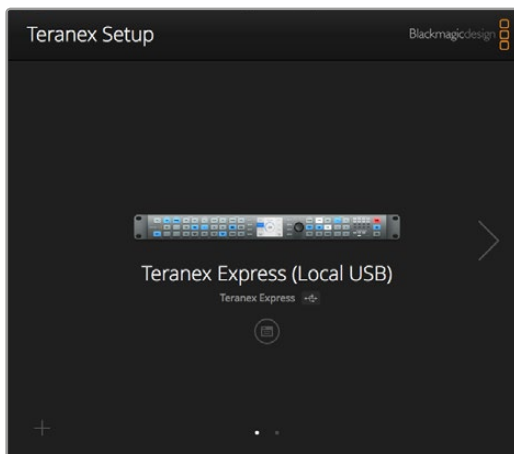 Teranex Setup
Blackmagicdesign
Teranex Express (Local USB)
Teranex Express